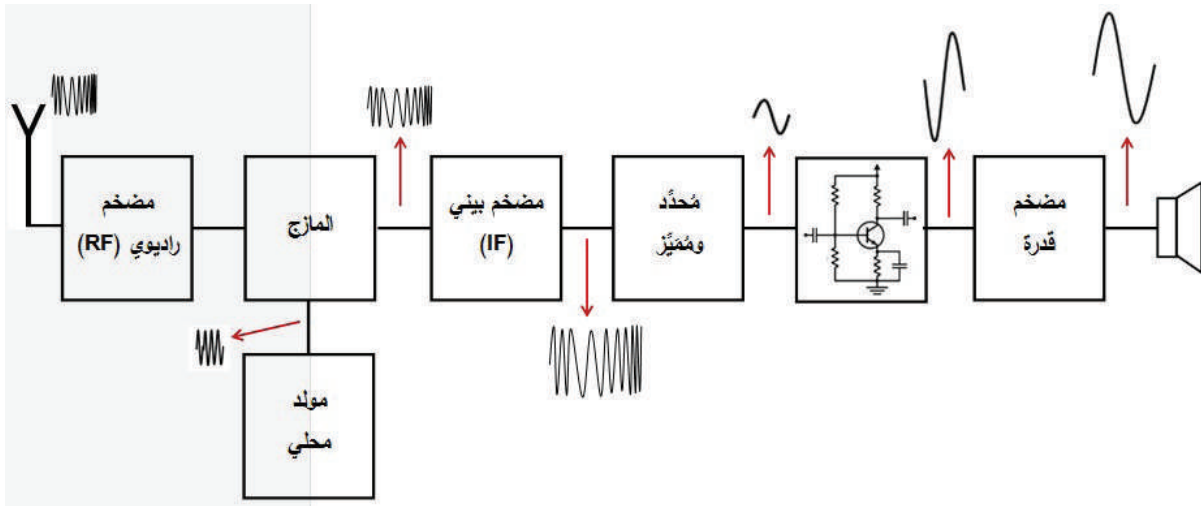 مضخم
راديوي (RF)
المازج
مضخم بيني
(IF)
مُحدَّد
ومُمَيِّز
مضخم
قدرة
مولد
محلي